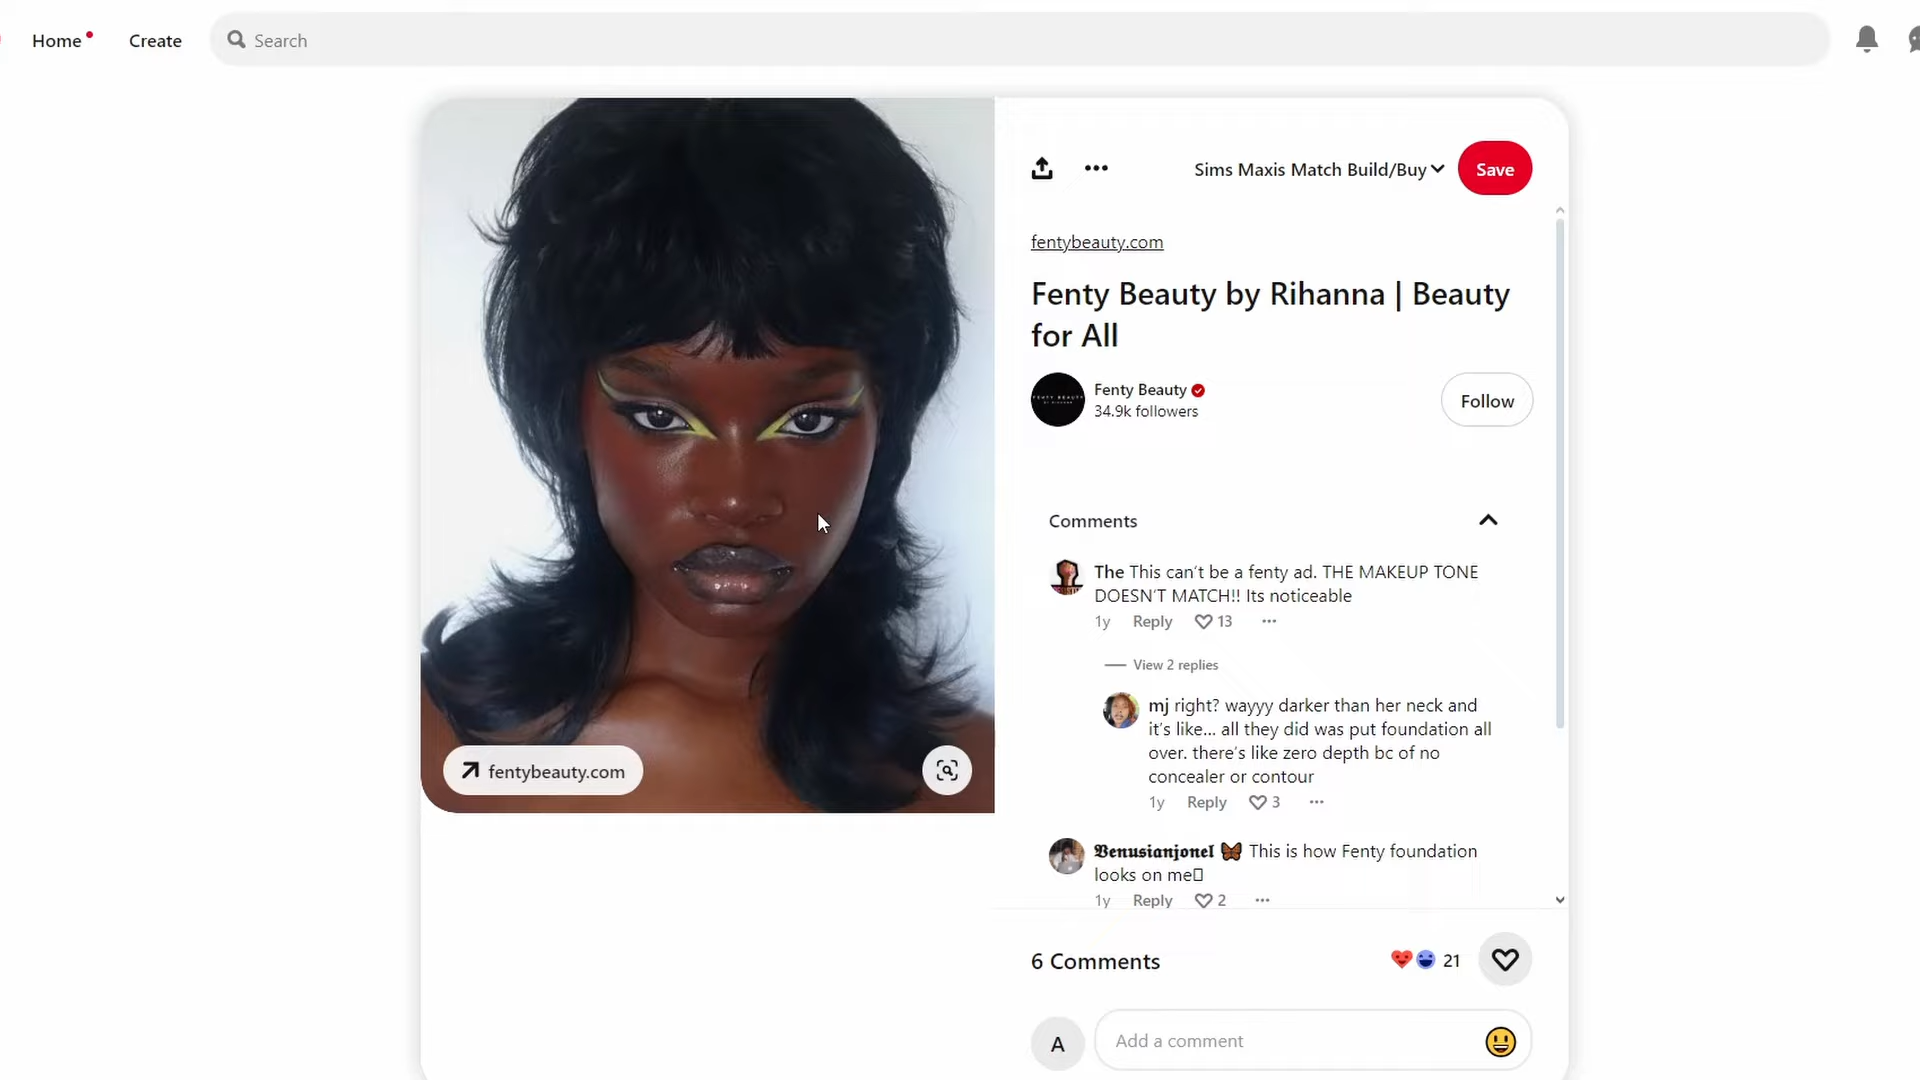 Home
Create
Search
Sims Maxis Match Build/Buy
Save
fentybeauty.com
Fenty Beauty by Rihanna | Beauty
for All
FENTY BEAUTY
Fenty Beauty
34.9k followers
Follow
Comments
The This can't be a fenty ad. THE MAKEUP TONE
DOESN'T MATCH!! Its noticeable
1y Reply 13 ...
View 2 replies
mj right? wayyy darker than her neck and
it's like... all they did was put foundation all
over. there's like zero depth bc of no
concealer or contour
1y Reply 3 ...
𝕭𝖊𝖓𝖚𝖘𝖎𝖆𝖓𝖏𝖔𝖓𝖊𝖑 🦋 This is how Fenty foundation
looks on me
1y Reply 2 ...
fentybeauty.com
6 Comments
21
A
Add a comment